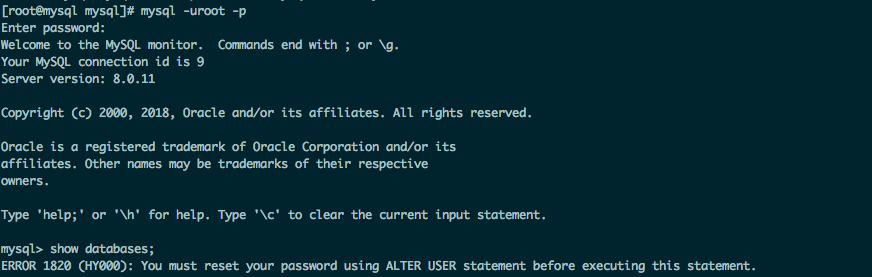 [root@mysql mysql]# mysql -uroot -p
Enter password:
Welcome to the MySQL monitor.  Commands end with ; or \g.
Your MySQL connection id is 9
Server version: 8.0.11

Copyright (c) 2000, 2018, Oracle and/or its affiliates. All rights reserved.

Oracle is a registered trademark of Oracle Corporation and/or its
affiliates. Other names may be trademarks of their respective
owners.

Type 'help;' or '\h' for help. Type '\c' to clear the current input statement.

mysql> show databases;
ERROR 1820 (HY000): You must reset your password using ALTER USER statement before executing this statement.